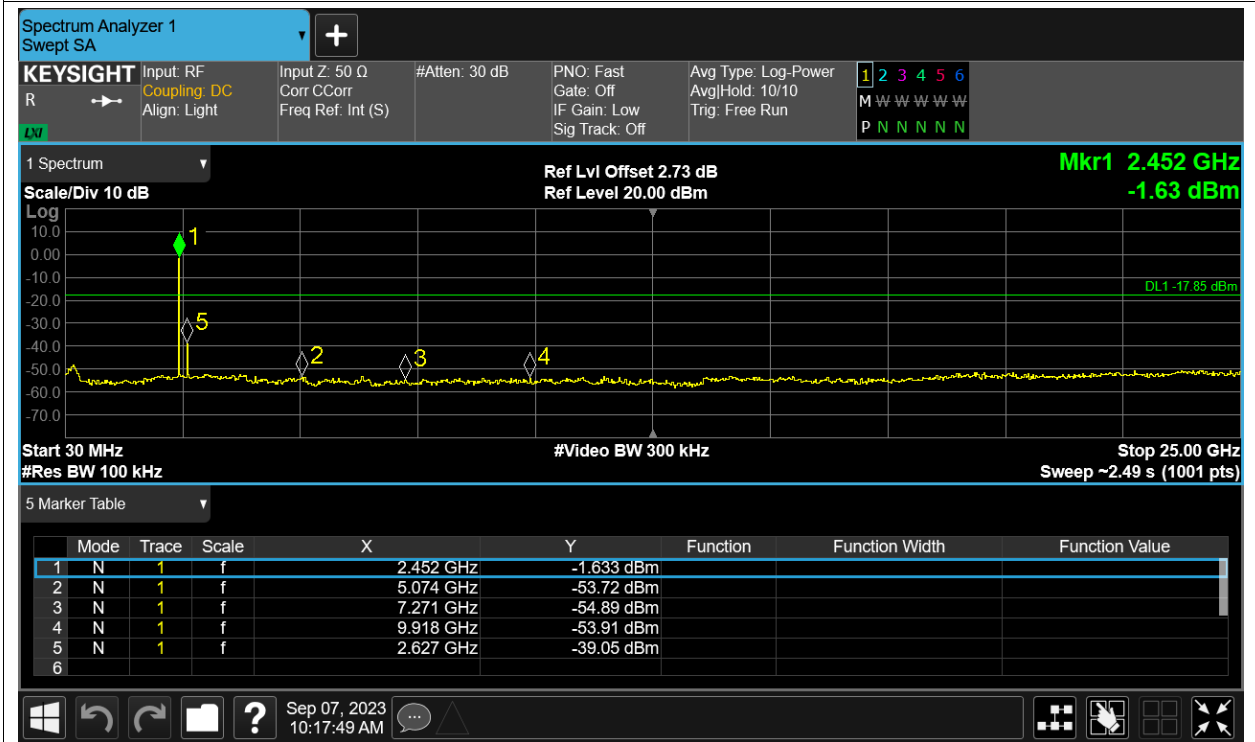 Spectrum Analyzer 1
Swept SA
+
KEYSIGHT Input: RF Input Z: 50 Ω #Atten: 30 dB PNO: Fast Avg Type: Log-Power 1 2 3 4 5 6
R Coupling: DC Corr CCorr Gate: Off Avg|Hold: 10/10 M W W W W W
Align: Light Freq Ref: Int (S) IF Gain: Low Trig: Free Run
LXI Sig Track: Off P N N N N N
1 Spectrum
Ref Lvl Offset 2.73 dB Mkr1 2.452 GHz
Scale/Div 10 dB Ref Level 20.00 dBm -1.63 dBm
Log
10.0
1
0.00
-10.0
DL1 -17.85 dBm
-20.0
-30.0
5
-40.0
2 3 4
-50.0
-60.0
-70.0
Start 30 MHz #Video BW 300 kHz Stop 25.00 GHz
#Res BW 100 kHz Sweep ~2.49 s (1001 pts)
5 Marker Table
Mode Trace Scale X Y Function Function Width Function Value
1 N 1 f 2.452 GHz -1.633 dBm
2 N 1 f 5.074 GHz -53.72 dBm
3 N 1 f 7.271 GHz -54.89 dBm
4 N 1 f 9.918 GHz -53.91 dBm
5 N 1 f 2.627 GHz -39.05 dBm
6
? Sep 07, 2023
10:17:49 AM